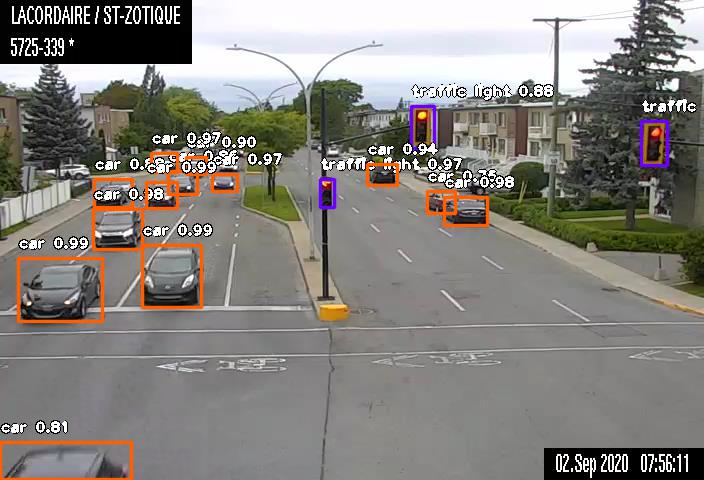 LACORDAIRE / ST-ZOTIQUE
5725-339 *
traffic light 0.88
traffic
car 0.97
0.90
car 0.94
car 0.99
car 0.97
traffic light 0.97
car 0.98
car 0.98
car 0.99
car 0.99
car 0.81
02.Sep 2020 07:56:11